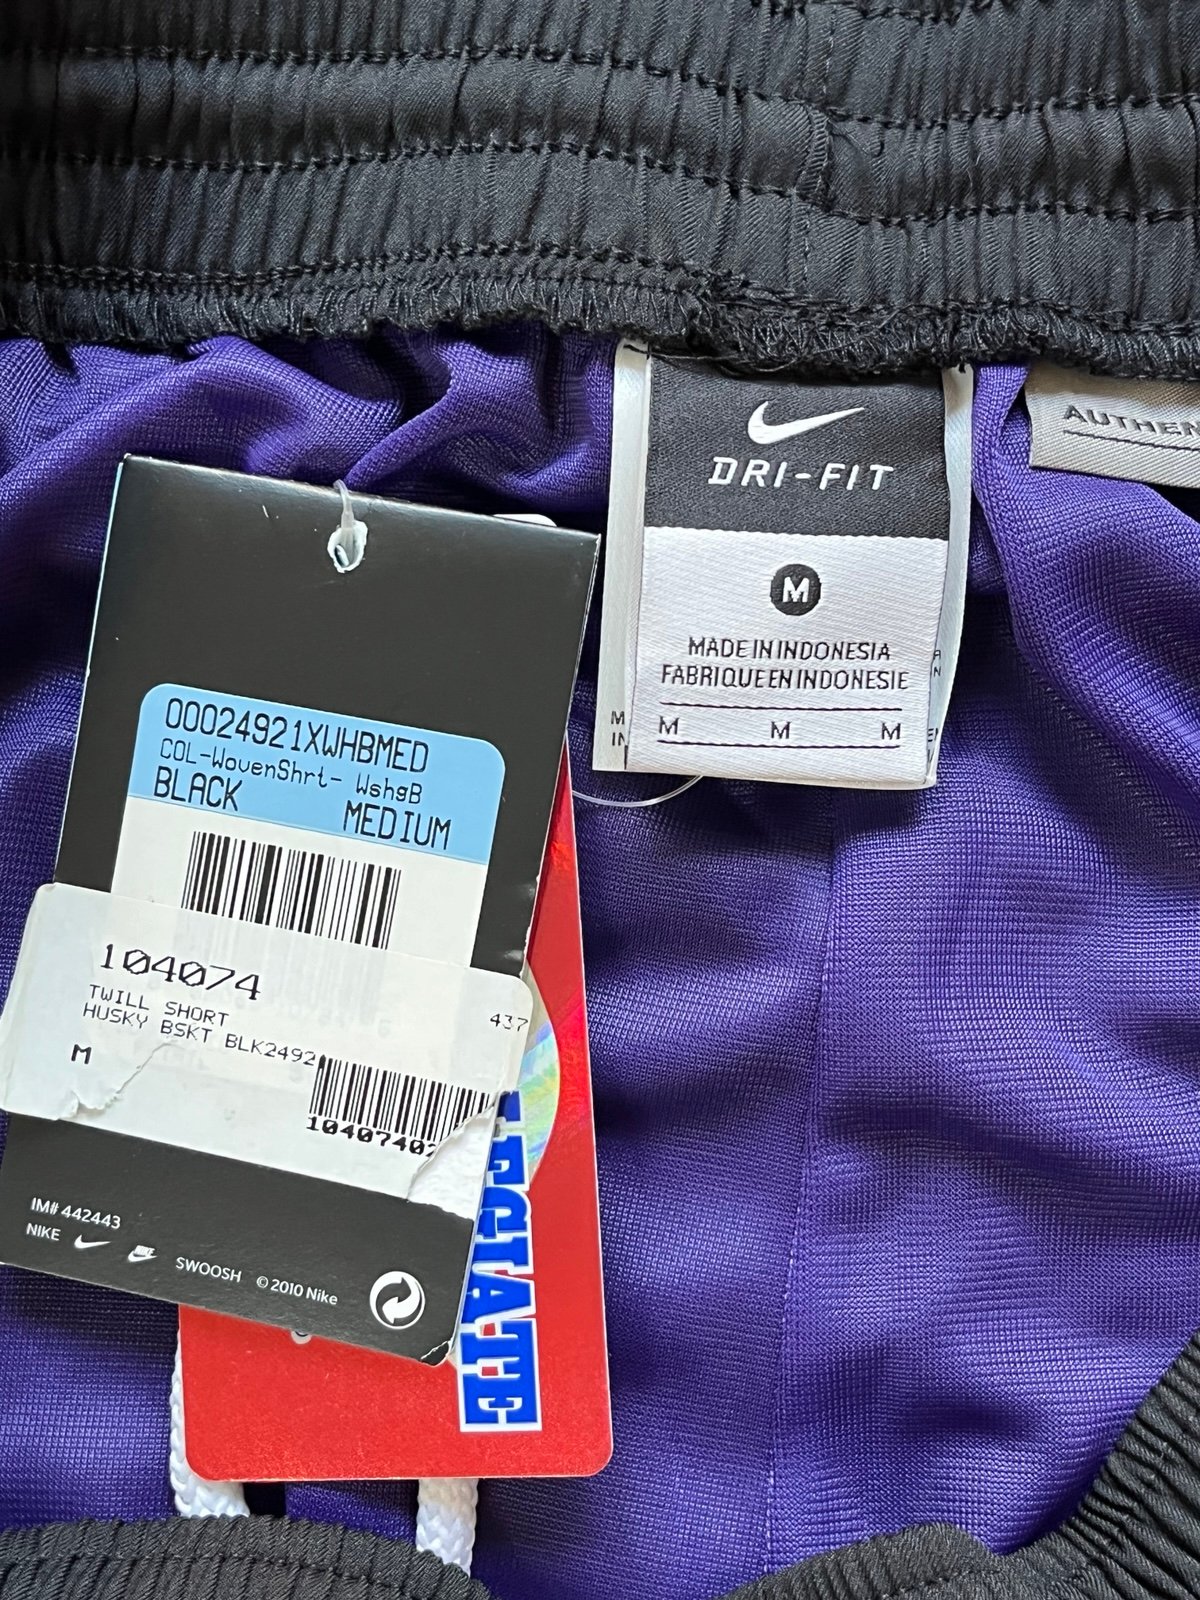 DRI-FIT
M
MADE IN INDONESIA
FABRIQUE EN INDONESIE
M M M
00024921XWHBMED
COL-WovenShrt- WshgB
BLACK MEDIUM
104074
TWILL SHORT 437
HUSKY BSKT BLK2492
M
IM# 442443
NIKE NIKE SWOOSH © 2010 Nike